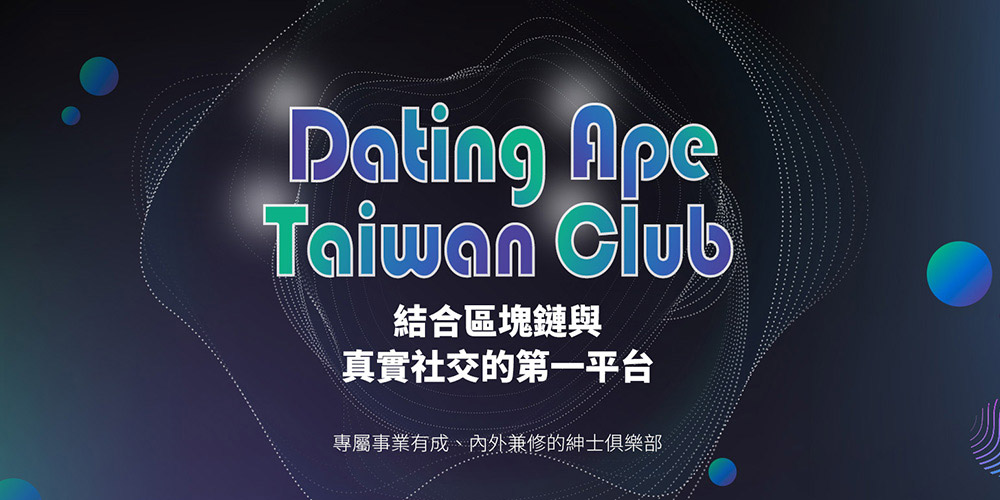 Dating Ape
Taiwan Club
結合區塊鏈與
真實社交的第一平台
專屬事業有成、內外兼修的紳士俱樂部